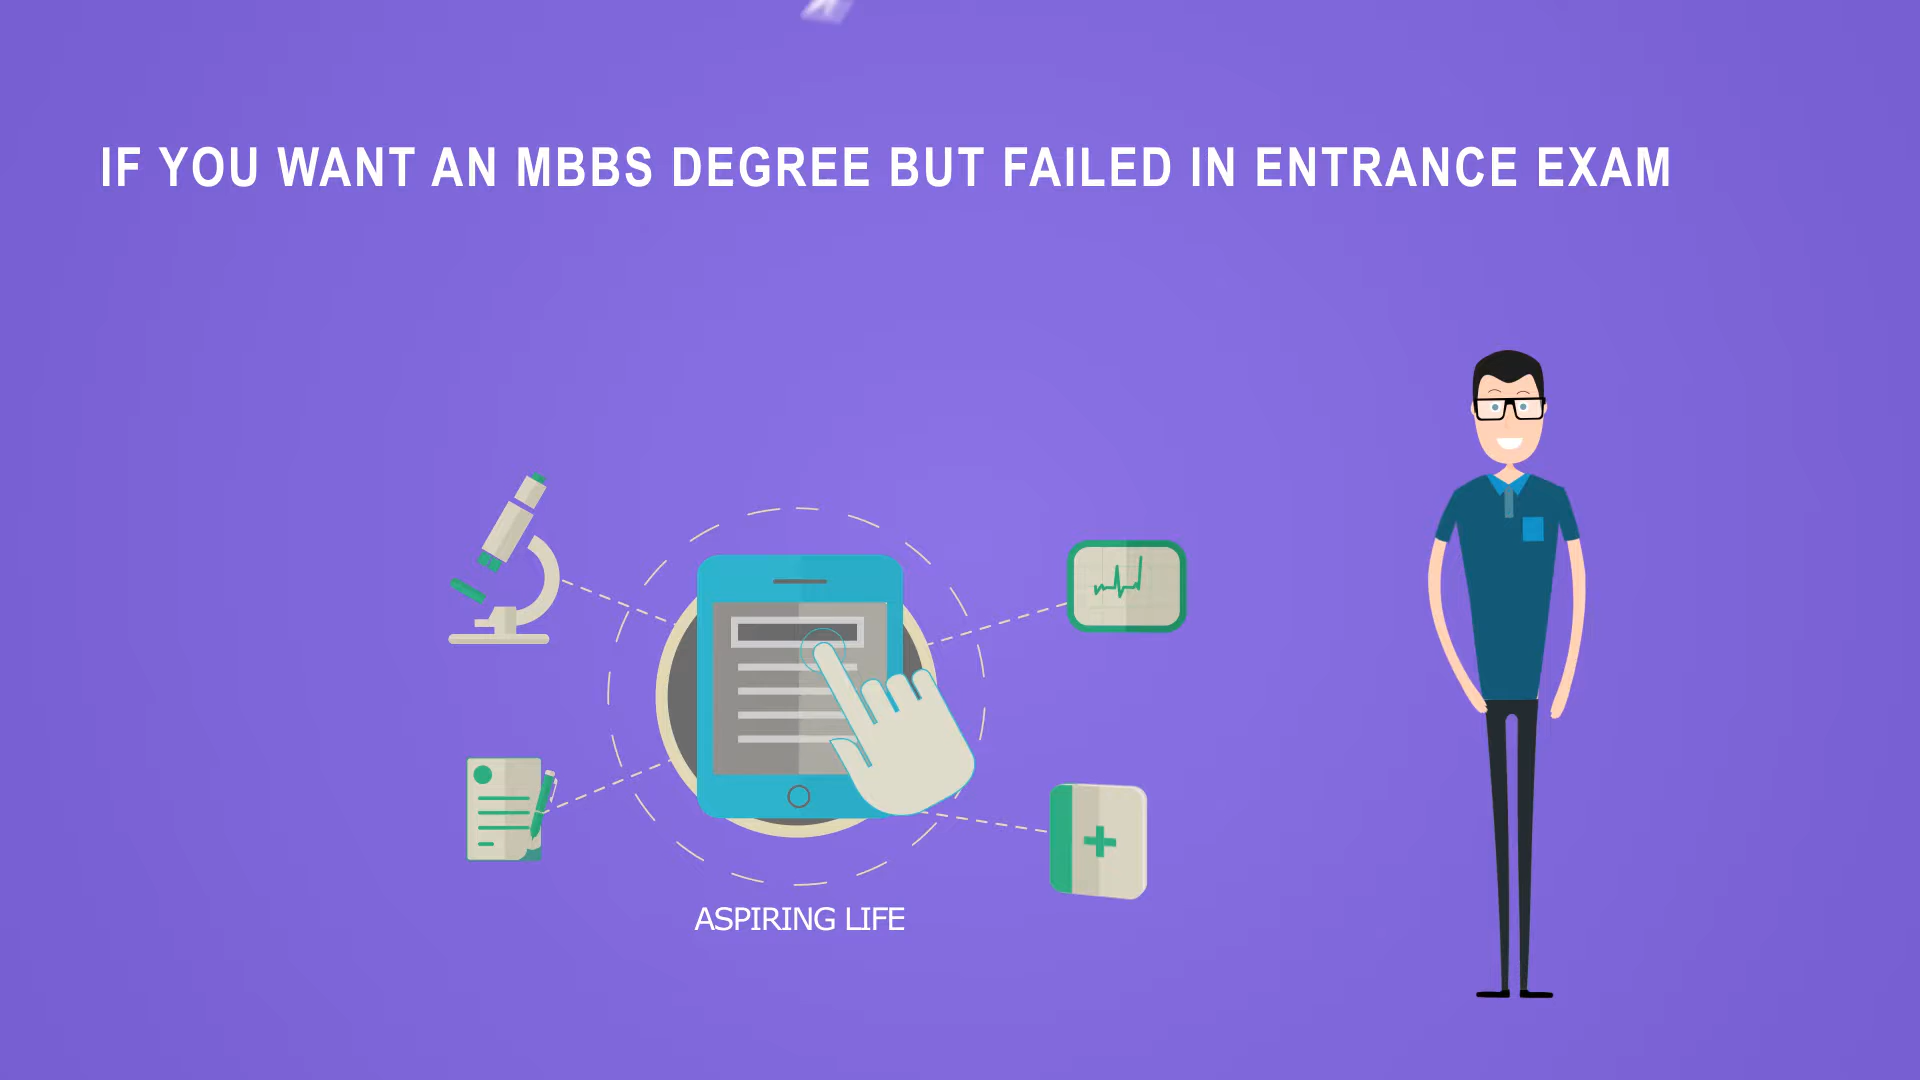 IF YOU WANT AN MBBS DEGREE BUT FAILED IN ENTRANCE EXAM
ASPIRING LIFE